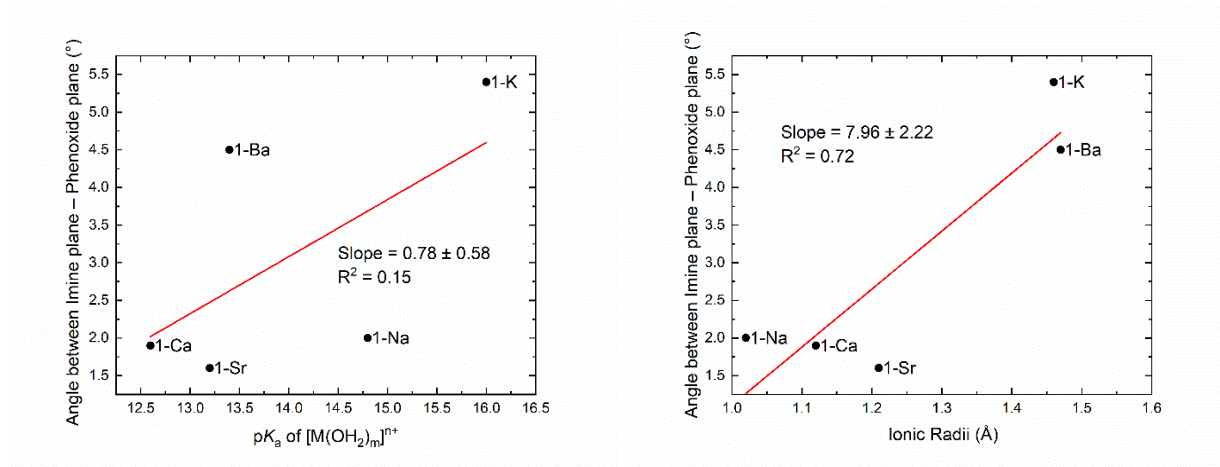 Angle between Imine plane – Phenoxide plane (°)
5.5
5.0
4.5
4.0
3.5
3.0
2.5
2.0
1.5
1-K
1-Ba
Slope = 0.78 ± 0.58
R² = 0.15
1-Na
1-Ca
1-Sr
12.5 13.0 13.5 14.0 14.5 15.0 15.5 16.0 16.5
pKₐ of [M(OH₂)ₘ]ⁿ⁺
Angle between Imine plane – Phenoxide plane (°)
5.5
5.0
4.5
4.0
3.5
3.0
2.5
2.0
1.5
1-K
Slope = 7.96 ± 2.22
R² = 0.72
1-Ba
1-Na
1-Ca
1-Sr
1.0 1.1 1.2 1.3 1.4 1.5 1.6
Ionic Radii (Å)